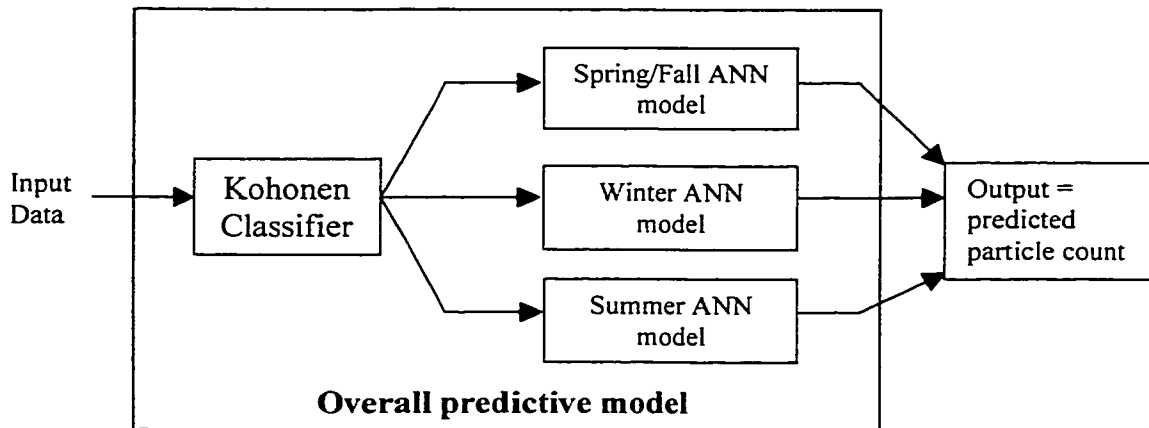 Input
Data
Kohonen
Classifier
Spring/Fall ANN
model
Winter ANN
model
Summer ANN
model
Output =
predicted
particle count
Overall predictive model